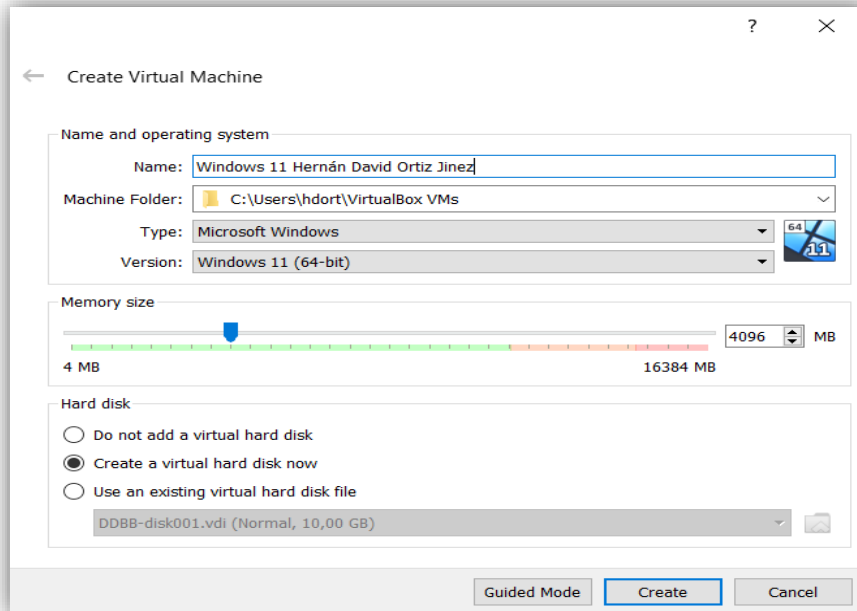 ?
Create Virtual Machine
Name and operating system
Name: Windows 11 Hernán David Ortiz Jinez
Machine Folder: C:\Users\hdort\VirtualBox VMs
Type: Microsoft Windows
64
11
Version: Windows 11 (64-bit)
Memory size
4096 MB
4 MB 16384 MB
Hard disk
Do not add a virtual hard disk
Create a virtual hard disk now
Use an existing virtual hard disk file
DDBB-disk001.vdi (Normal, 10,00 GB)
Guided Mode Create Cancel